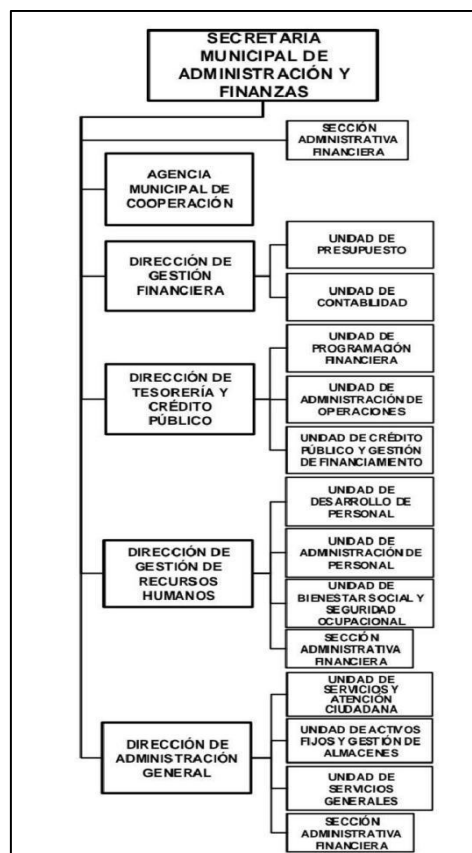 SECRETARIA
MUNICIPAL DE
ADMINISTRACIÓN Y
FINANZAS
SECCIÓN
ADMINISTRATIVA
FINANCIERA
AGENCIA
MUNICIPAL DE
COOPERACIÓN
DIRECCIÓN DE
GESTIÓN
FINANCIERA
UNIDAD DE
PRESUPUESTO
UNIDAD DE
CONTABILIDAD
DIRECCIÓN DE
TESORERÍA Y
CRÉDITO
PÚBLICO
UNIDAD DE
PROGRAMACIÓN
FINANCIERA
UNIDAD DE
ADMINISTRACIÓN DE
OPERACIONES
UNIDAD DE CRÉDITO
PÚBLICO Y GESTIÓN
DE FINANCIAMIENTO
DIRECCIÓN DE
GESTIÓN DE
RECURSOS
HUMANOS
UNIDAD DE
DESARROLLO DE
PERSONAL
UNIDAD DE
ADMINISTRACIÓN DE
PERSONAL
UNIDAD DE
BIENESTAR SOCIAL Y
SEGURIDAD
OCUPACIONAL
SECCIÓN
ADMINISTRATIVA
FINANCIERA
DIRECCIÓN DE
ADMINISTRACIÓN
GENERAL
UNIDAD DE
SERVICIOS Y
ATENCIÓN
CIUDADANA
UNIDAD DE ACTIVOS
FIJOS Y GESTIÓN DE
ALMACENES
UNIDAD DE
SERVICIOS
GENERALES
SECCIÓN
ADMINISTRATIVA
FINANCIERA